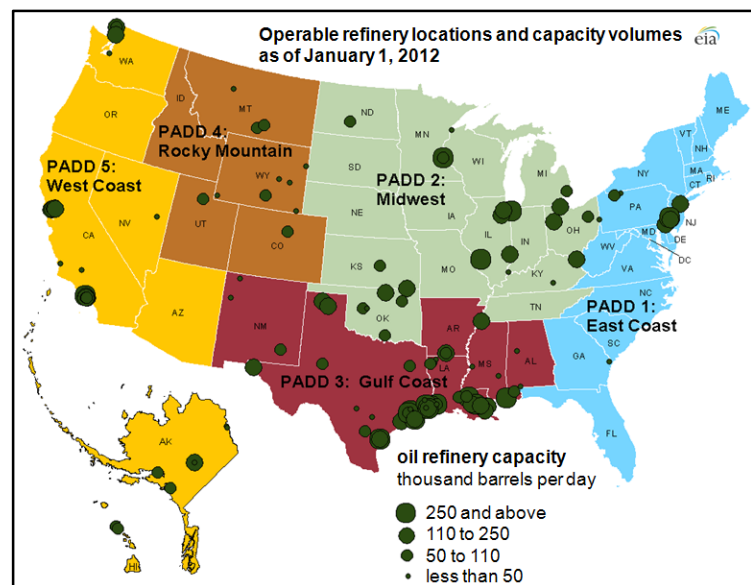 Operable refinery locations and capacity volumes
as of January 1, 2012
eia
WA
OR
ID
MT
ND
MN
WI
MI
ME
VT
NH
MA
RI
CT
NY
PADD 4:
Rocky Mountain
PADD 5:
West Coast
PADD 2:
Midwest
SD
WY
NE
IA
IL
IN
OH
PA
NJ
MD
DE
DC
NV
UT
CO
CA
KS
MO
KY
WV
VA
NC
TN
PADD 1:
East Coast
AZ
NM
OK
AR
SC
GA
MS
AL
LA
PADD 3: Gulf Coast
TX
FL
AK
HI
oil refinery capacity
thousand barrels per day
250 and above
110 to 250
50 to 110
less than 50